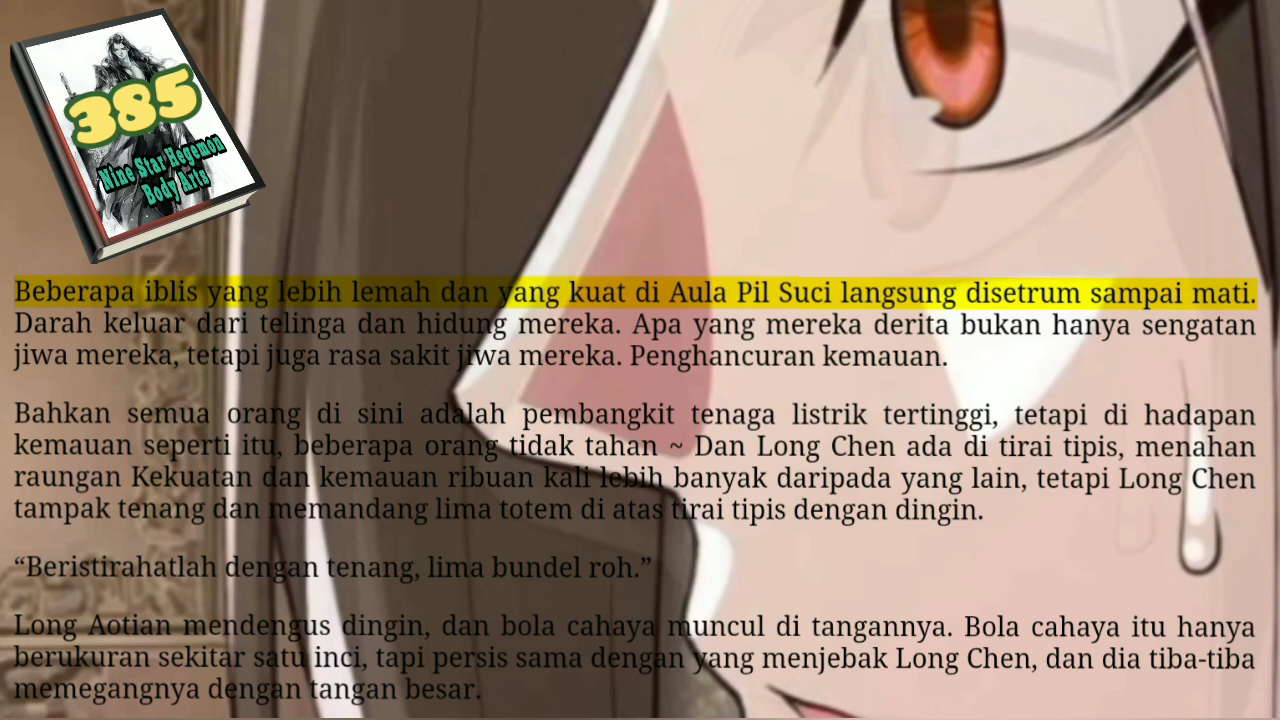 385
Nine Star Hegemon
Body Arts
Beberapa iblis yang lebih lemah dan yang kuat di Aula Pil Suci langsung disetrum sampai mati.
Darah keluar dari telinga dan hidung mereka. Apa yang mereka derita bukan hanya sengatan
jiwa mereka, tetapi juga rasa sakit jiwa mereka. Penghancuran kemauan.
Bahkan semua orang di sini adalah pembangkit tenaga listrik tertinggi, tetapi di hadapan
kemauan seperti itu, beberapa orang tidak tahan ~ Dan Long Chen ada di tirai tipis, menahan
raungan Kekuatan dan kemauan ribuan kali lebih banyak daripada yang lain, tetapi Long Chen
tampak tenang dan memandang lima totem di atas tirai tipis dengan dingin.
“Beristirahatlah dengan tenang, lima bundel roh.”
Long Aotian mendengus dingin, dan bola cahaya muncul di tangannya. Bola cahaya itu hanya
berukuran sekitar satu inci, tapi persis sama dengan yang menjebak Long Chen, dan dia tiba-tiba
memegangnya dengan tangan besar.